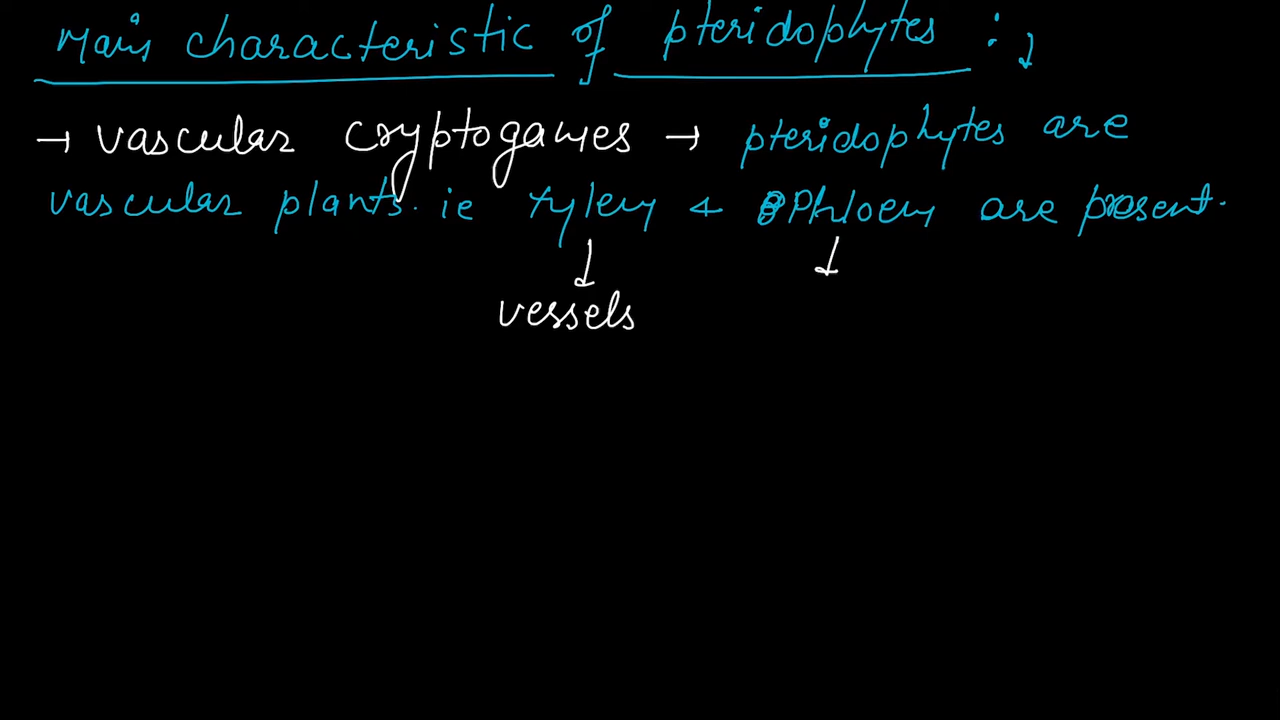 Main characteristic of pteridophytes :↓
→ vascular cryptogames → pteridophytes are
vascular plants. ie xylem + Phloem are present.
↓ ↓
vessels